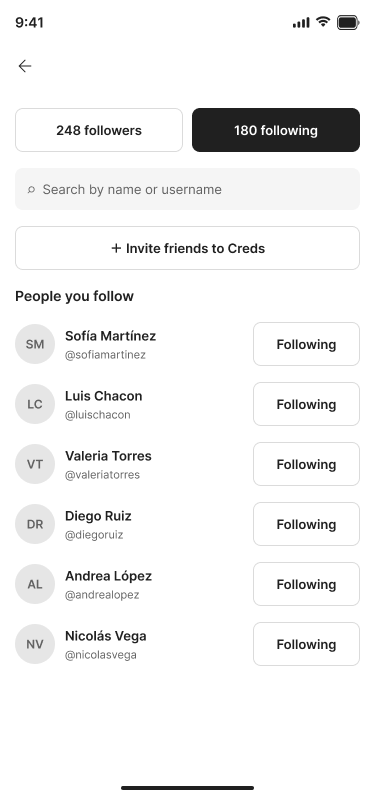 9:41
248 followers
180 following
Search by name or username
+ Invite friends to Creds
People you follow
SM
Sofía Martínez
@sofiamartinez
Following
LC
Luis Chacon
@luischacon
Following
VT
Valeria Torres
@valeriatorres
Following
DR
Diego Ruiz
@diegoruiz
Following
AL
Andrea López
@andrealopez
Following
NV
Nicolás Vega
@nicolasvega
Following